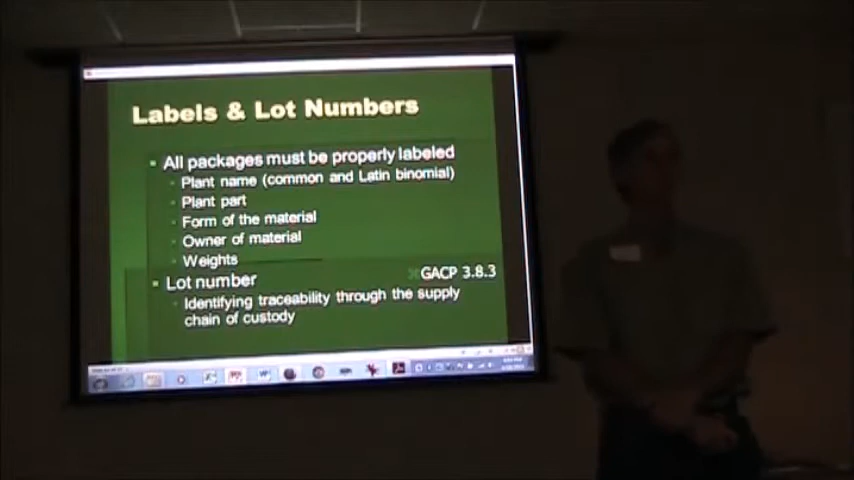 Labels & Lot Numbers
All packages must be properly labeled
Plant name (common and Latin binomial)
Plant part
Form of the material
Owner of material
Weights
Lot number
GACP 3.8.3
Identifying traceability through the supply
chain of custody